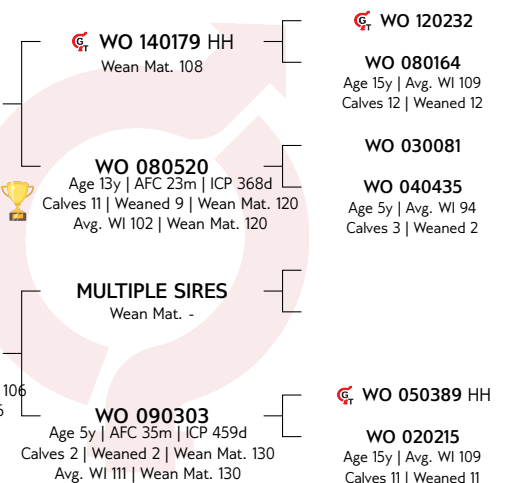 WO 120232
WO 140179 HH
Wean Mat. 108
WO 080164
Age 15y | Avg. WI 109
Calves 12 | Weaned 12
WO 030081
WO 080520
Age 13y | AFC 23m | ICP 368d
Calves 11 | Weaned 9 | Wean Mat. 120
Avg. WI 102 | Wean Mat. 120
WO 040435
Age 5y | Avg. WI 94
Calves 3 | Weaned 2
MULTIPLE SIRES
Wean Mat. -
106
WO 050389 HH
WO 090303
Age 5y | AFC 35m | ICP 459d
Calves 2 | Weaned 2 | Wean Mat. 130
Avg. WI 111 | Wean Mat. 130
WO 020215
Age 15y | Avg. WI 109
Calves 11 | Weaned 11